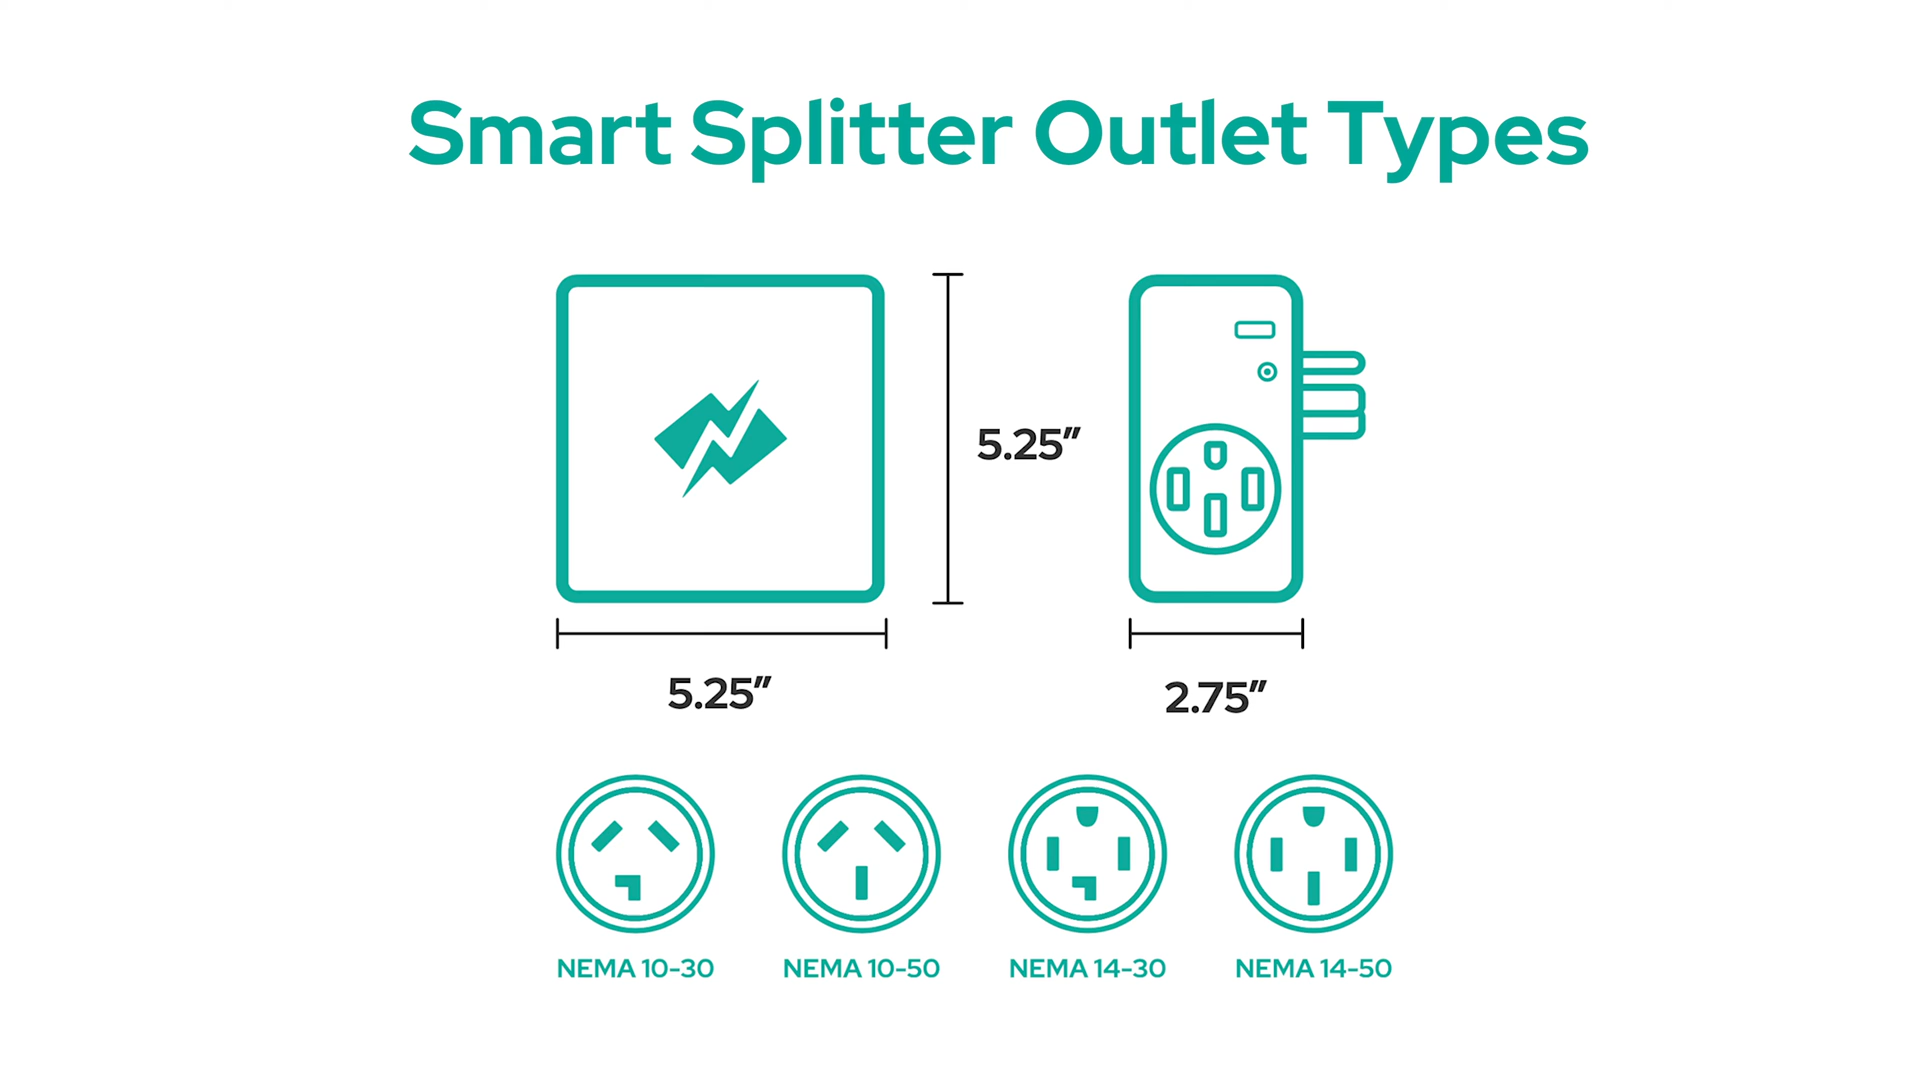 Smart Splitter Outlet Types
5.25”
5.25”
2.75”
NEMA 10-30
NEMA 10-50
NEMA 14-30
NEMA 14-50